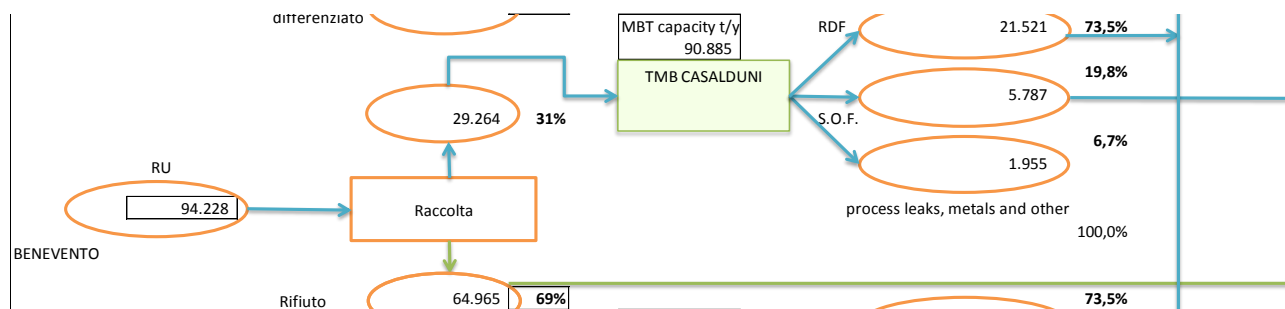 differenziato
MBT capacity t/y
90.885
RDF
21.521
73,5%
TMB CASALDUNI
19,8%
29.264
31%
5.787
S.O.F.
6,7%
1.955
RU
94.228
Raccolta
process leaks, metals and other
100,0%
BENEVENTO
Rifiuto
64.965
69%
73,5%